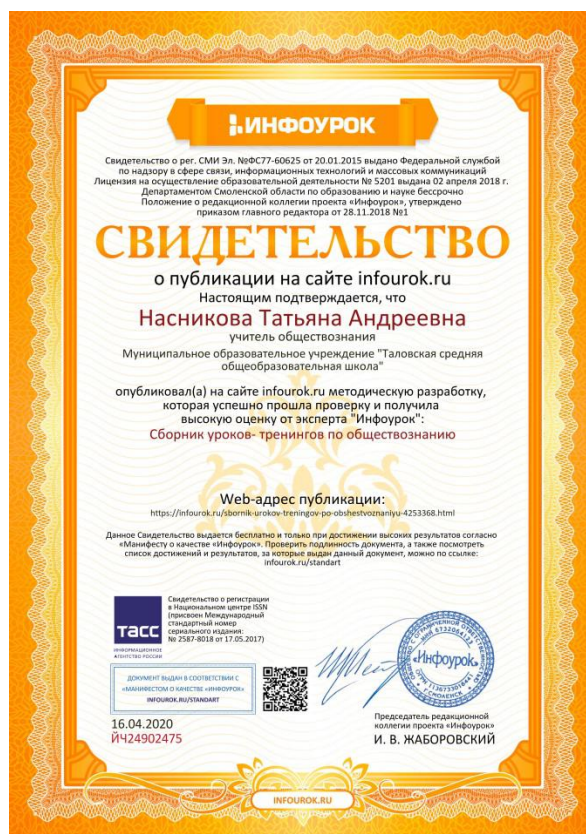 ИНФОУРОК
Свидетельство о рег. СМИ Эл. №ФС77-60625 от 20.01.2015 выдано Федеральной службой
по надзору в сфере связи, информационных технологий и массовых коммуникаций
Лицензия на осуществление образовательной деятельности № 5201 выдана 02 апреля 2018 г.
Департаментом Смоленской области по образованию и науке бессрочно
Положение о редакционной коллегии проекта «Инфоурок», утверждено
приказом главного редактора от 28.11.2018 №1
СВИДЕТЕЛЬСТВО
о публикации на сайте infourok.ru
Настоящим подтверждается, что
Насникова Татьяна Андреевна
учитель обществознания
Муниципальное образовательное учреждение "Таловская средняя
общеобразовательная школа"
опубликовал(а) на сайте infourok.ru методическую разработку,
которая успешно прошла проверку и получила
высокую оценку от эксперта "Инфоурок":
Сборник уроков- тренингов по обществознанию
Web-адрес публикации:
https://infourok.ru/sbornik-urokov-treningov-po-obshestvoznaniyu-4253368.html
Данное Свидетельство выдается бесплатно и только при достижении высоких результатов согласно
«Манифесту о качестве «Инфоурок». Проверить подлинность документа, а также посмотреть
список достижений и результатов, за которые выдан данный документ, можно по ссылке:
infourok.ru/standart
Свидетельство о регистрации
в Национальном центре ISSN
(присвоен Международный
стандартный номер
сериального издания:
№ 2587-8018 от 17.05.2017)
ТАСС
ИНФОРМАЦИОННОЕ
АГЕНТСТВО РОССИИ
ДОКУМЕНТ ВЫДАН В СООТВЕТСТВИИ С
«МАНИФЕСТОМ О КАЧЕСТВЕ «ИНФОУРОК»
INFOUROK.RU/STANDART
«Инфоурок»
16.04.2020
ЙЧ24902475
Председатель редакционной
коллегии проекта «Инфоурок»
И. В. ЖАБОРОВСКИЙ
INFOUROK.RU